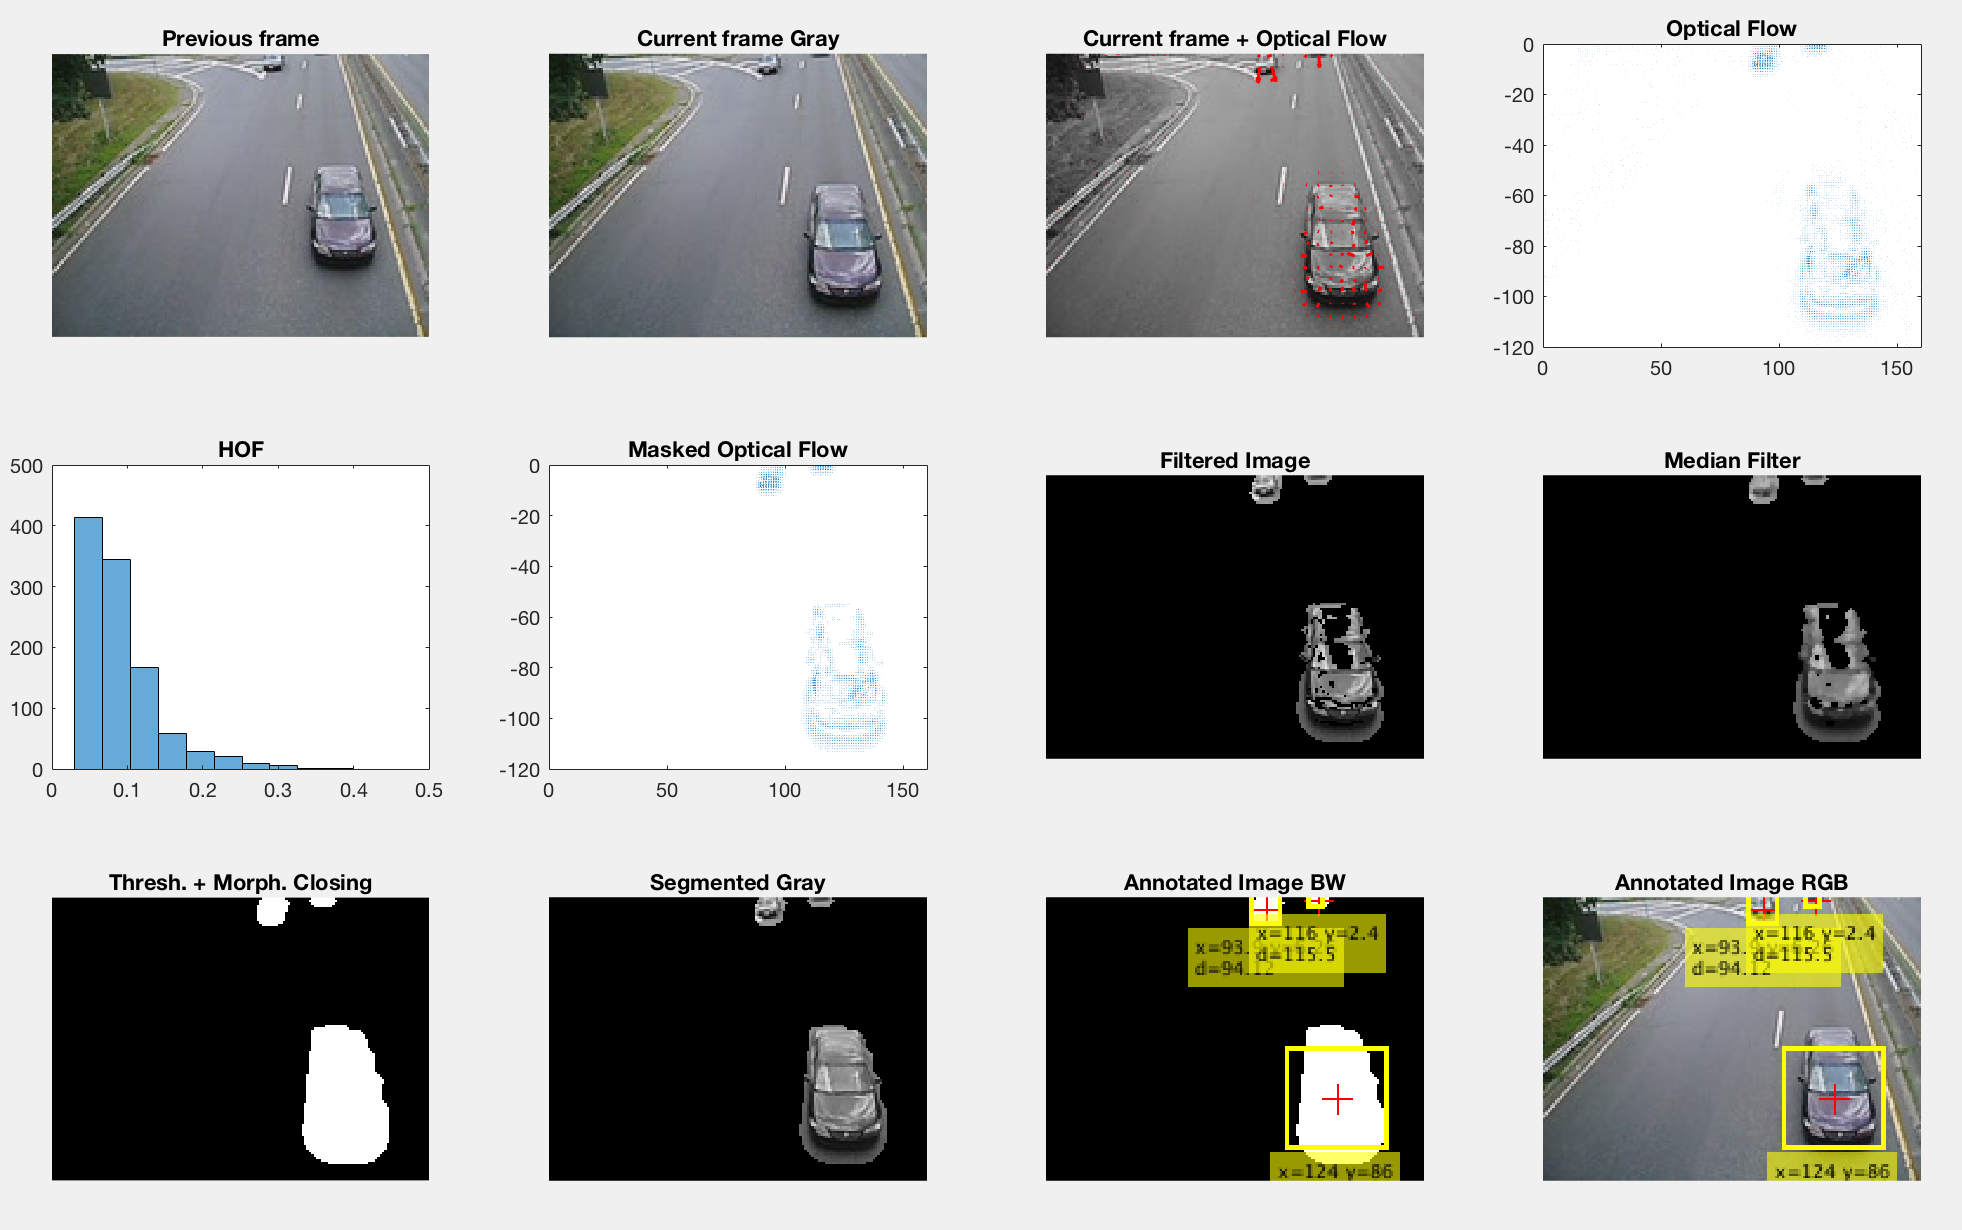 Previous frame
Current frame Gray
Current frame + Optical Flow
Optical Flow
0
-20
-40
-60
-80
-100
-120
0 50 100 150
HOF
500
400
300
200
100
0
0 0.1 0.2 0.3 0.4 0.5
Masked Optical Flow
0
-20
-40
-60
-80
-100
-120
0 50 100 150
Filtered Image
Median Filter
Thresh. + Morph. Closing
Segmented Gray
Annotated Image BW
x=116 y=2.4
d=115.5
x=93.
d=94.12
x=124 y=86
Annotated Image RGB
x=116 y=2.4
d=115.5
x=93.
d=94.12
x=124 y=86